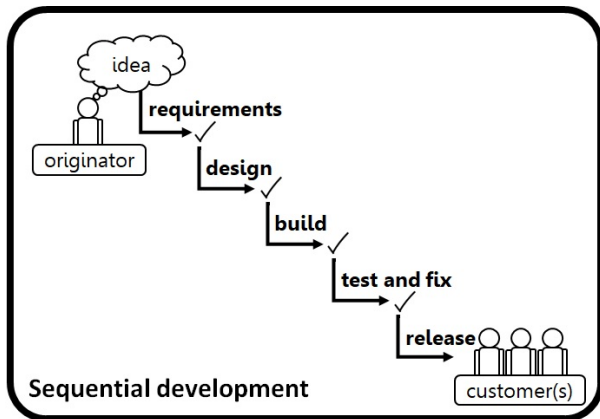 idea
requirements
originator
design
build
test and fix
release
Sequential development
customer(s)